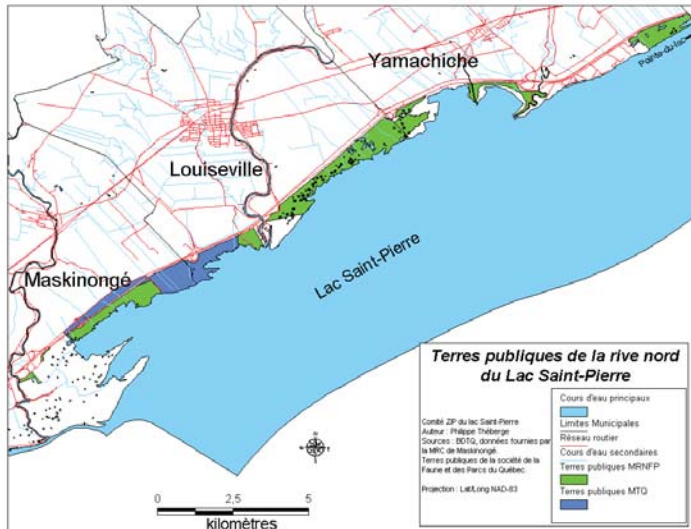 Yamachiche
Pointe-du-lac
Louiseville
Maskinongé
Lac Saint-Pierre
Terres publiques de la rive nord
du Lac Saint-Pierre
Comité ZIP du lac Saint-Pierre
Auteur : Philippe Théberge
Sources : BDTQ, données fournies par
la MRC de Maskinongé.
Terres publiques de la société de la
Faune et des Parcs du Québec.
Projection : Lat/Long NAD-83
Cours d'eau principaux
Limites Municipales
Réseau routier
Cours d'eau secondaires
Terres publiques MRNFP
Terres publiques MTQ
0 2,5 5
kilomètres